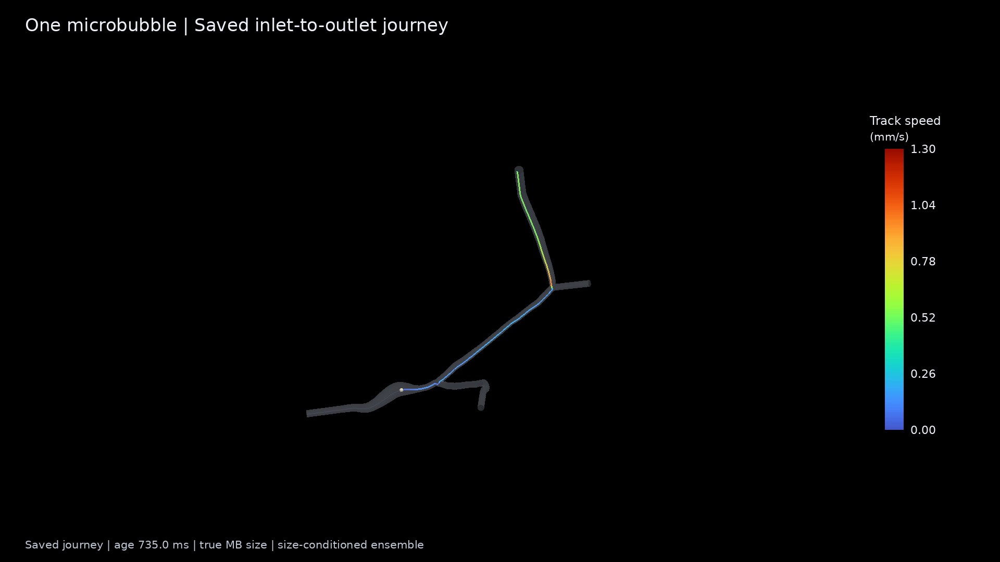 One microbubble | Saved inlet-to-outlet journey
Track speed
(mm/s)
1.30
1.04
0.78
0.52
0.26
0.00
Saved journey | age 735.0 ms | true MB size | size-conditioned ensemble